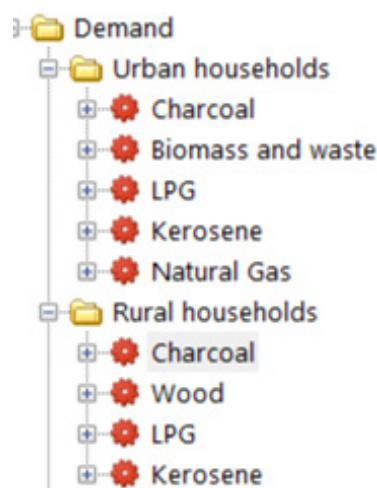 Demand
Urban households
Charcoal
Biomass and waste
LPG
Kerosene
Natural Gas
Rural households
Charcoal
Wood
LPG
Kerosene